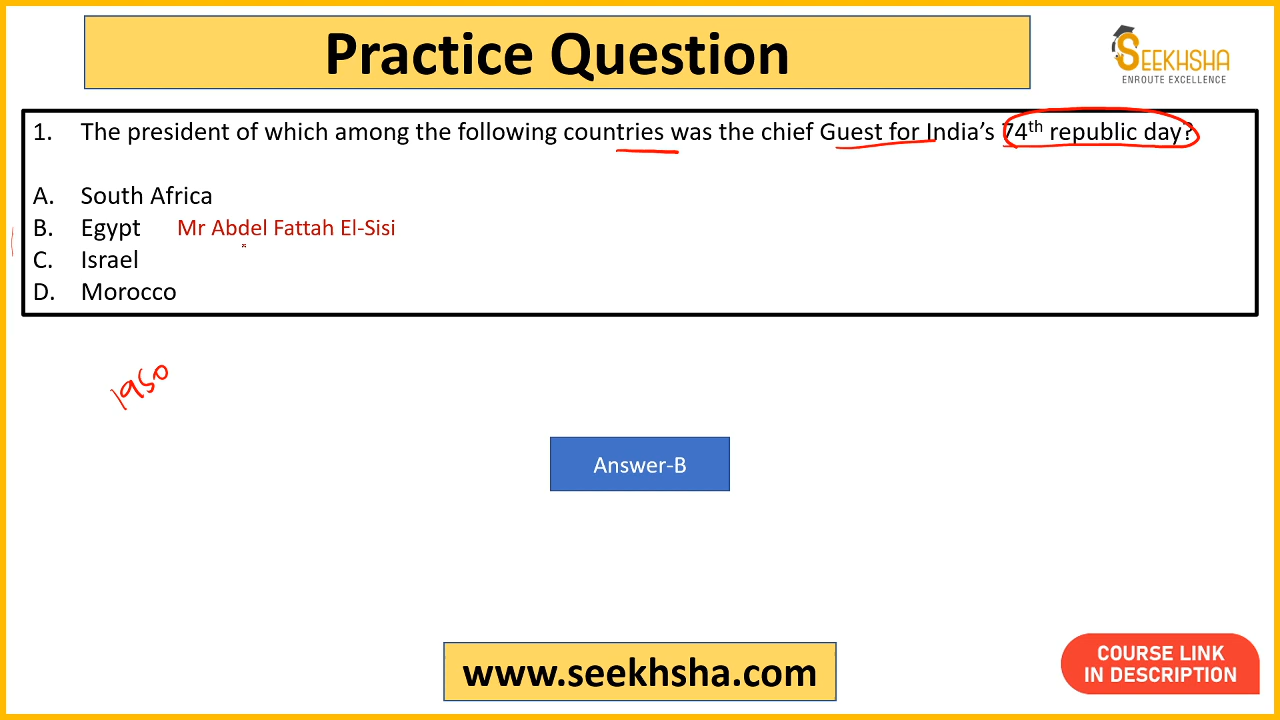 Practice Question
SEEKHSHA
ENROUTE EXCELLENCE
1. The president of which among the following countries was the chief Guest for India's 74th republic day?
A. South Africa
B. Egypt Mr Abdel Fattah El-Sisi
C. Israel
D. Morocco
1950
Answer-B
www.seekhsha.com
COURSE LINK
IN DESCRIPTION